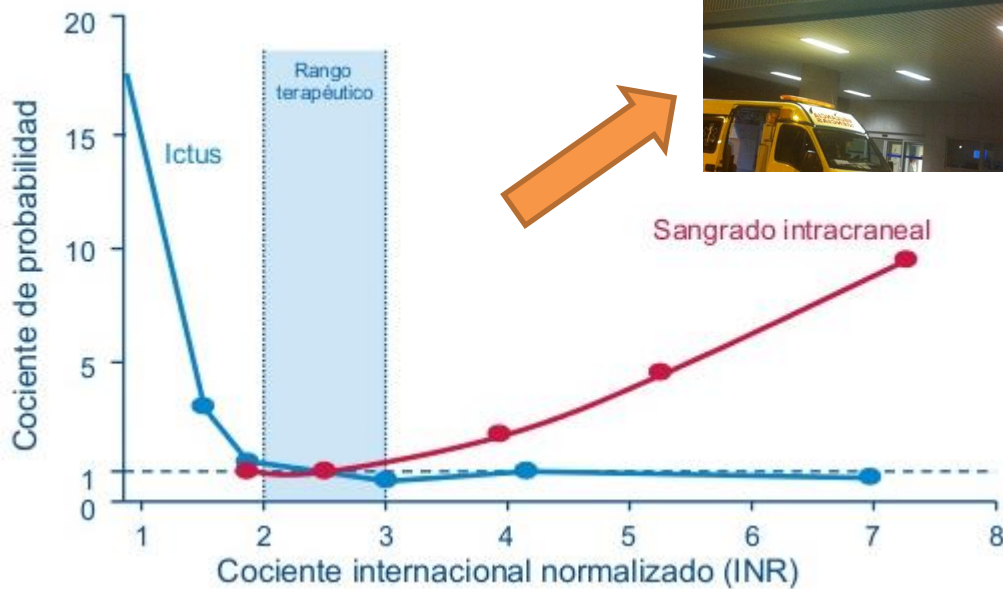 20
15
10
5
1
0
Cociente de probabilidad
Ictus
Rango
terapéutico
Sangrado intracraneal
1 2 3 4 5 6 7 8
Cociente internacional normalizado (INR)